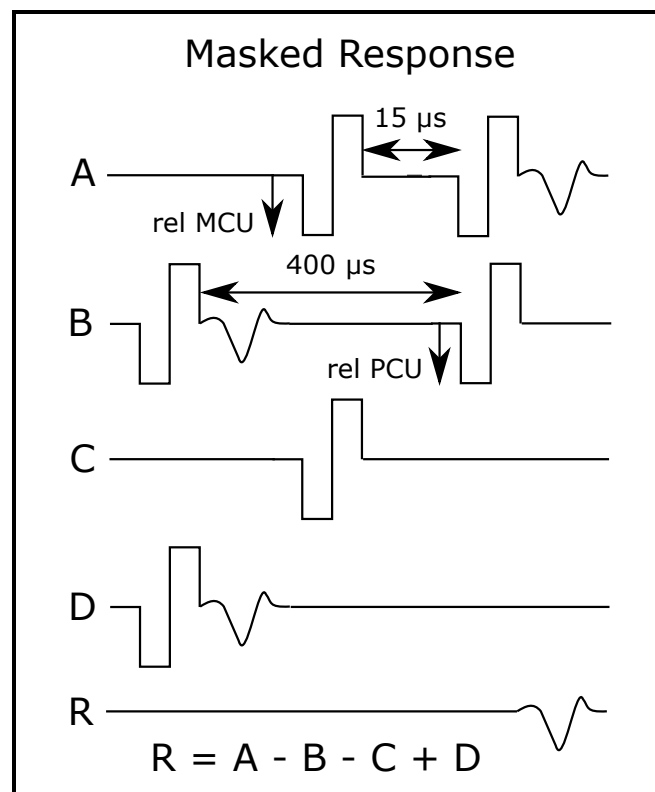 Masked Response
15 µs
A
rel MCU
400 µs
B
rel PCU
C
D
R
R = A - B - C + D